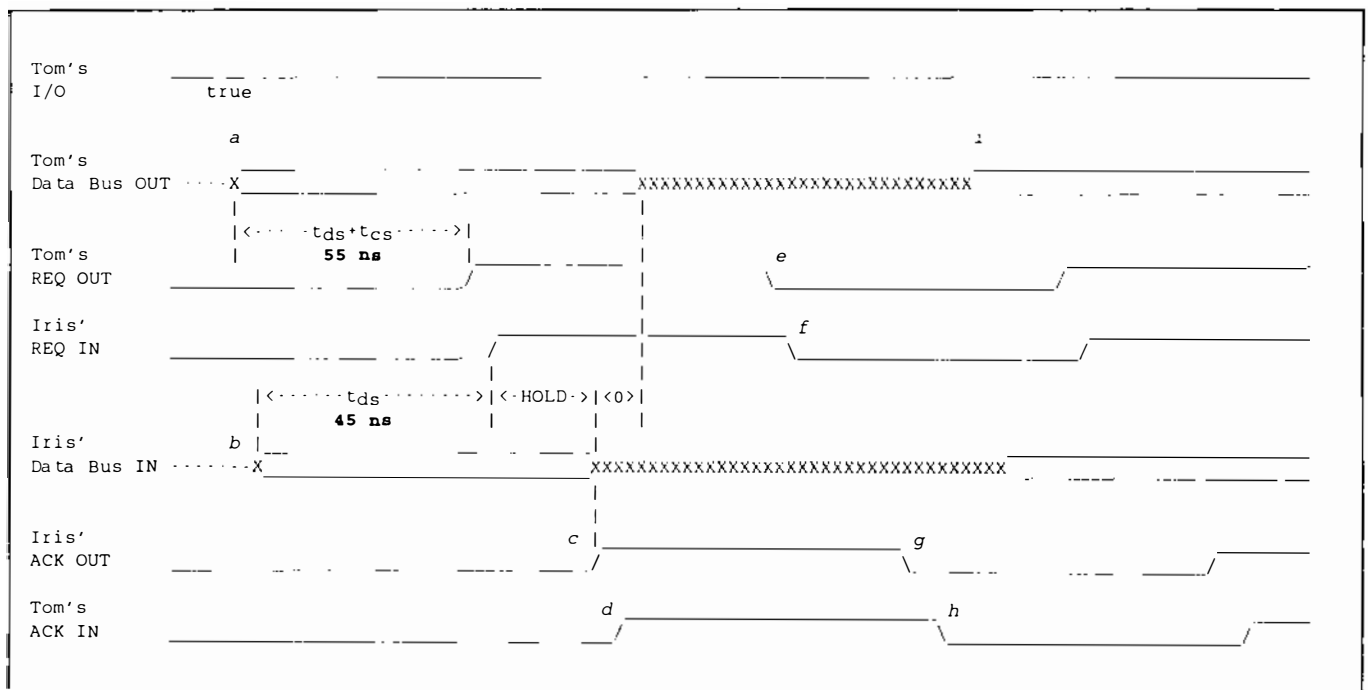 Tom's
I/O true
a i
Tom's
Data Bus OUT
tds+tcs
55 ns
Tom's
REQ OUT e
Iris'
REQ IN f
tds HOLD 0
45 ns
Iris' b
Data Bus IN
Iris' c g
ACK OUT
Tom's d h
ACK IN